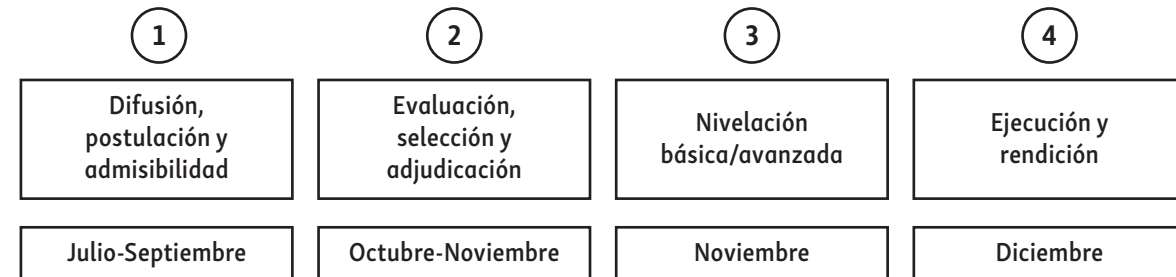 1
2
3
4
Difusión,
postulación y
admisibilidad
Evaluación,
selección y
adjudicación
Nivelación
básica/avanzada
Ejecución y
rendición
Julio-Septiembre
Octubre-Noviembre
Noviembre
Diciembre